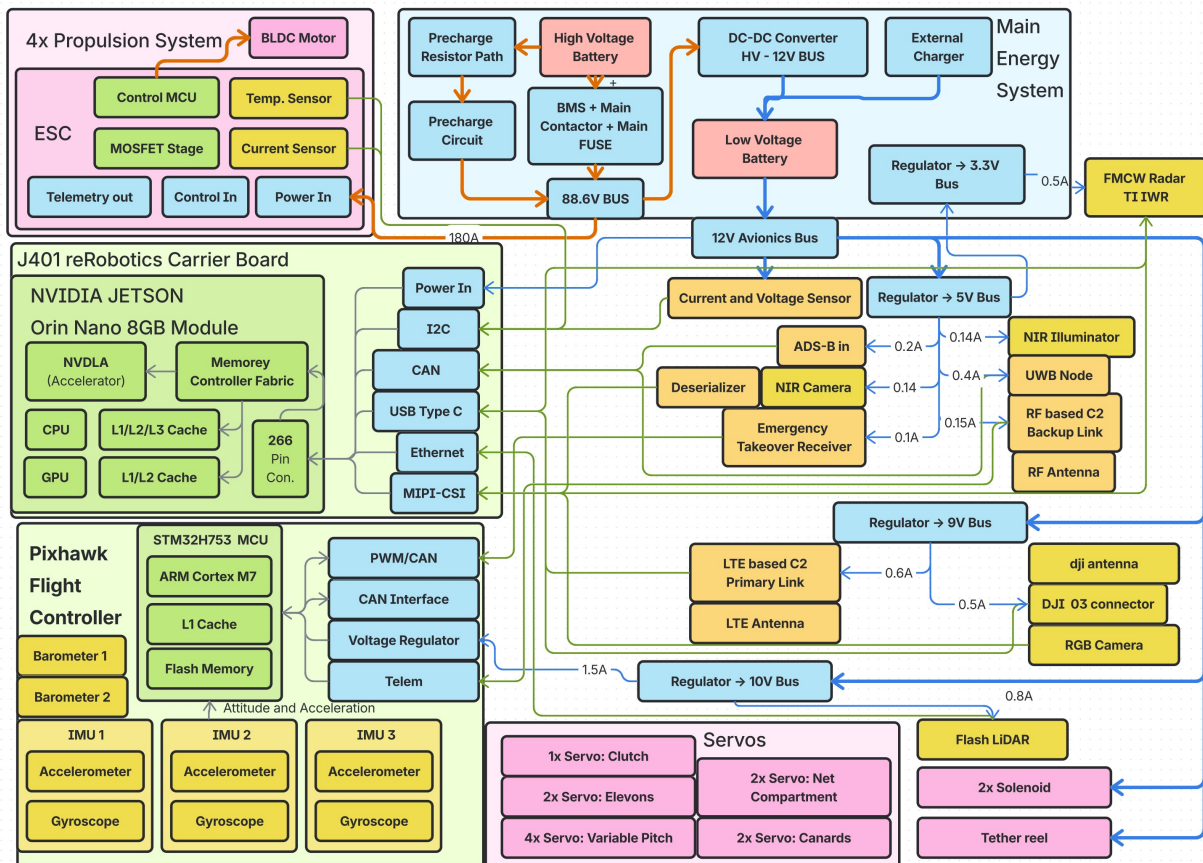 4x Propulsion System
BLDC Motor
ESC
Control MCU
Temp. Sensor
MOSFET Stage
Current Sensor
Telemetry out
Control In
Power In
180A
Main
Energy
System
Precharge
Resistor Path
High Voltage
Battery
+
DC-DC Converter
HV - 12V BUS
External
Charger
Precharge
Circuit
BMS + Main
Contactor + Main
FUSE
Low Voltage
Battery
88.6V BUS
Regulator → 3.3V
Bus
0.5A
FMCW Radar
TI IWR
12V Avionics Bus
J401 reRobotics Carrier Board
NVIDIA JETSON
Orin Nano 8GB Module
NVDLA
(Accelerator)
Memorey
Controller Fabric
CPU
L1/L2/L3 Cache
GPU
L1/L2 Cache
266
Pin
Con.
Power In
I2C
CAN
USB Type C
Ethernet
MIPI-CSI
Current and Voltage Sensor
Regulator → 5V Bus
ADS-B in
0.2A
0.14A
NIR Illuminator
Deserializer
NIR Camera
0.14
0.4A
UWB Node
Emergency
Takeover Receiver
0.1A
0.15A
RF based C2
Backup Link
RF Antenna
Regulator → 9V Bus
LTE based C2
Primary Link
0.6A
LTE Antenna
0.5A
dji antenna
DJI 03 connector
RGB Camera
Regulator → 10V Bus
1.5A
0.8A
Flash LiDAR
2x Solenoid
Tether reel
Pixhawk
Flight
Controller
STM32H753 MCU
ARM Cortex M7
L1 Cache
Flash Memory
PWM/CAN
CAN Interface
Voltage Regulator
Telem
Barometer 1
Barometer 2
Attitude and Acceleration
IMU 1
Accelerometer
Gyroscope
IMU 2
Accelerometer
Gyroscope
IMU 3
Accelerometer
Gyroscope
Servos
1x Servo: Clutch
2x Servo: Elevons
4x Servo: Variable Pitch
2x Servo: Net
Compartment
2x Servo: Canards